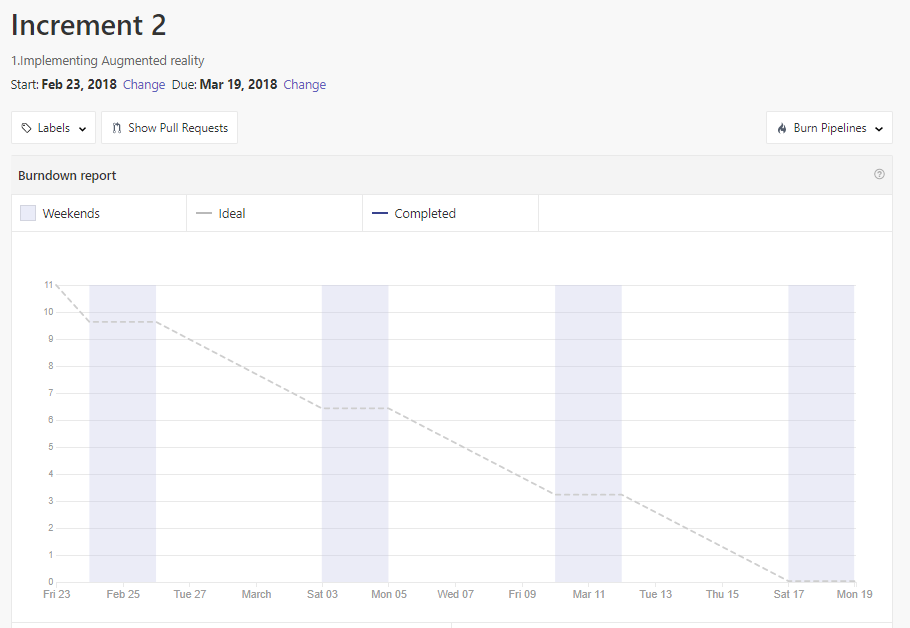 Increment 2
1.Implementing Augmented reality
Start: Feb 23, 2018 Change Due: Mar 19, 2018 Change
Labels Show Pull Requests Burn Pipelines
Burndown report
Weekends Ideal Completed
11
10
9
8
7
6
5
4
3
2
1
0
Fri 23 Feb 25 Tue 27 March Sat 03 Mon 05 Wed 07 Fri 09 Mar 11 Tue 13 Thu 15 Sat 17 Mon 19